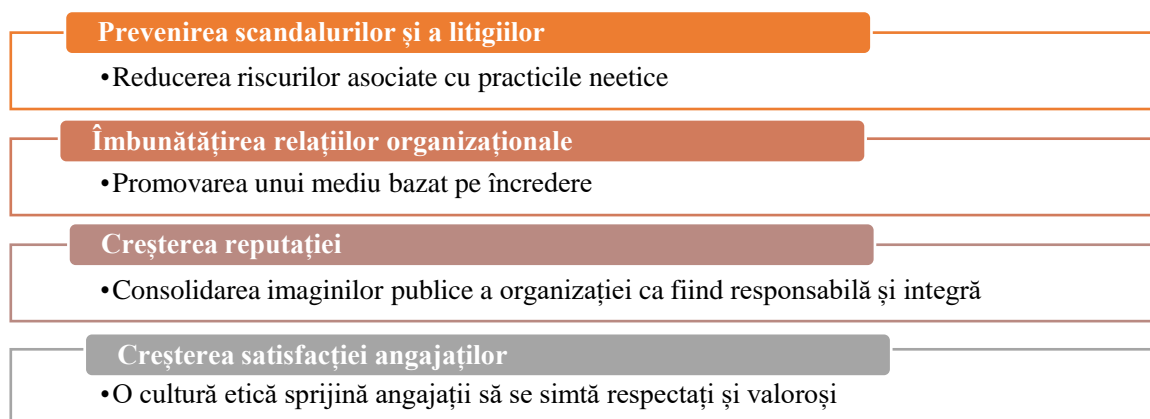 Prevenirea scandalurilor și a litigiilor
•Reducerea riscurilor asociate cu practicile neetice
Îmbunătățirea relațiilor organizaționale
•Promovarea unui mediu bazat pe încredere
Creșterea reputației
•Consolidarea imaginilor publice a organizației ca fiind responsabilă și integră
Creșterea satisfacției angajaților
•O cultură etică sprijină angajații să se simtă respectați și valoroși